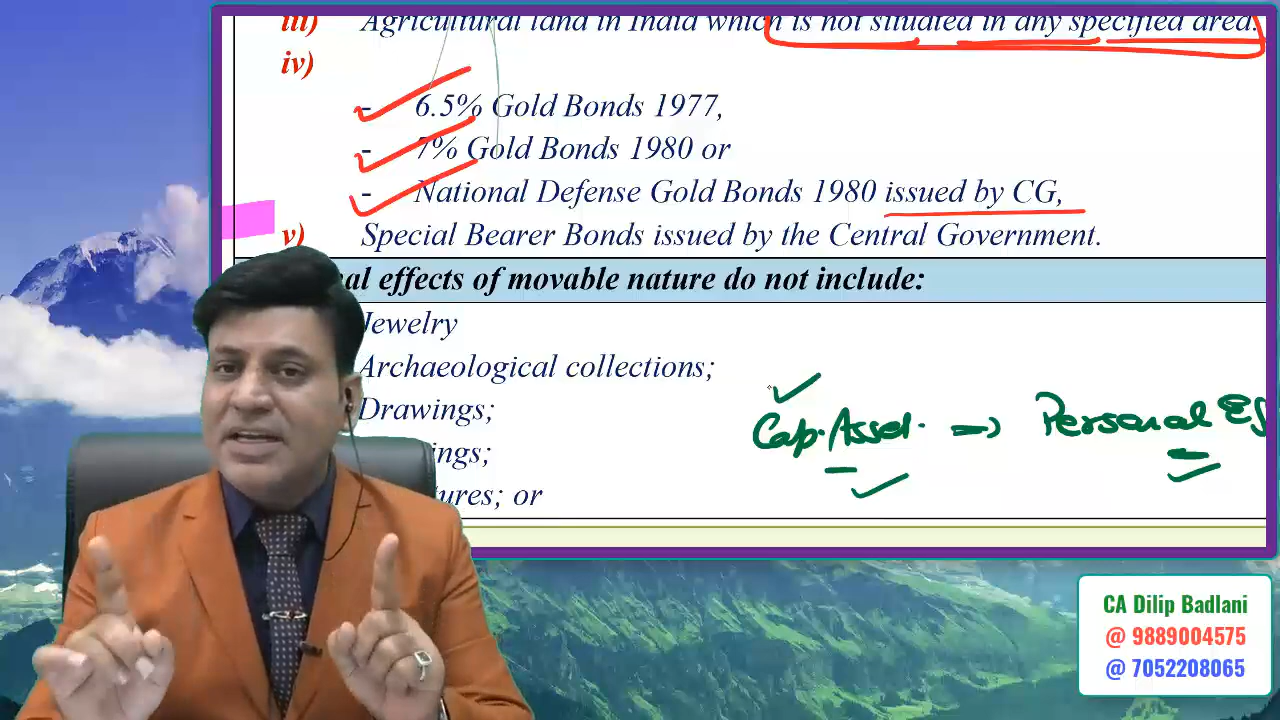 iii) Agricultural land in India which is not situated in any specified area.
iv)
- 6.5% Gold Bonds 1977,
- 7% Gold Bonds 1980 or
- National Defense Gold Bonds 1980 issued by CG,
v) Special Bearer Bonds issued by the Central Government.
al effects of movable nature do not include:
Jewelry
Archaeological collections;
Drawings;
ings;
tures; or
Cap. Asset. => Personal Ef
CA Dilip Badlani
@ 9889004575
@ 7052208065